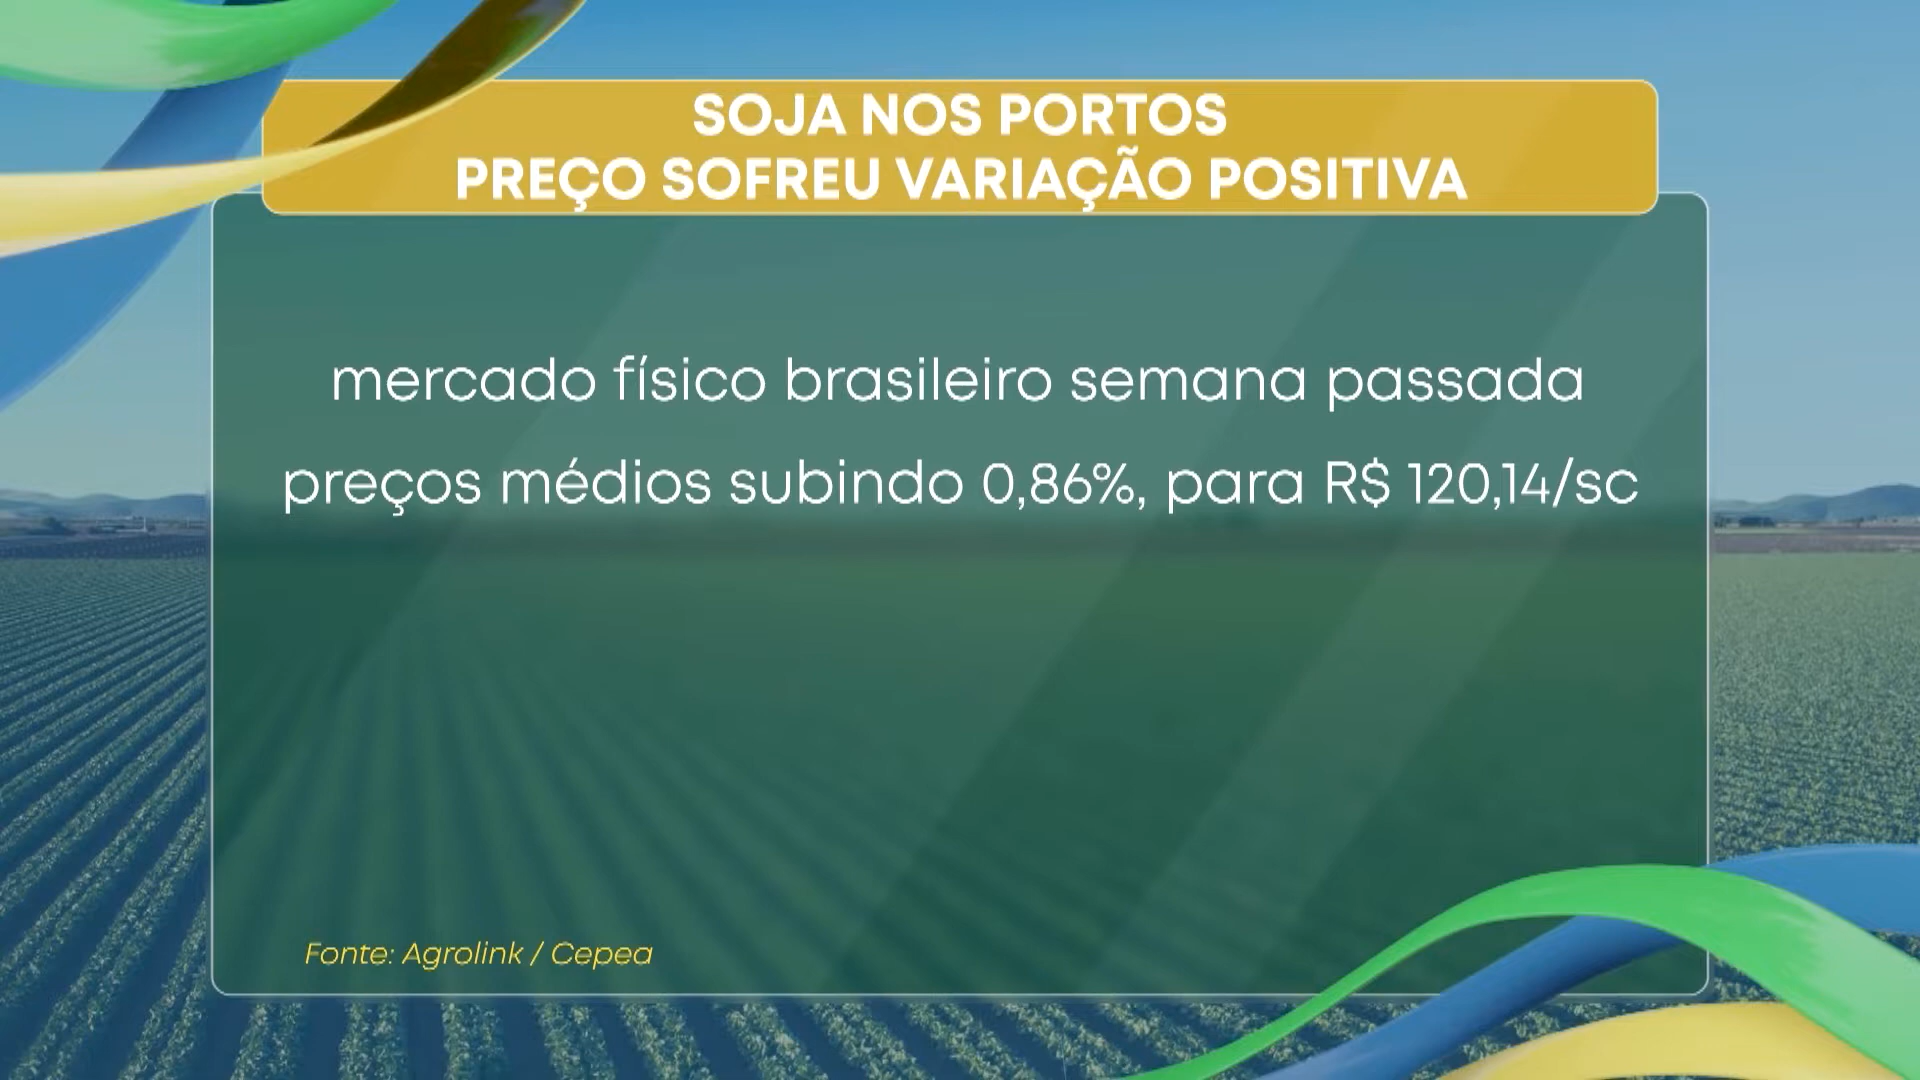 SOJA NOS PORTOS
PREÇO SOFREU VARIAÇÃO POSITIVA
mercado físico brasileiro semana passada
preços médios subindo 0,86%, para R$ 120,14/sc
Fonte: Agrolink / Cepea